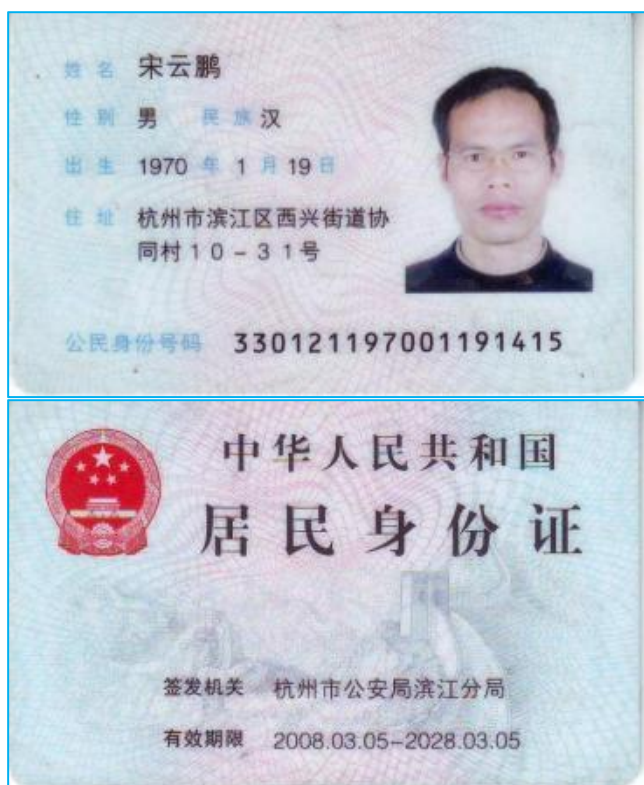 姓名 宋云鹏
性别 男 民族 汉
出生 1970 年 1 月 19 日
住址 杭州市滨江区西兴街道协
同村10-31号
公民身份号码 330121197001191415
中华人民共和国
居民身份证
签发机关 杭州市公安局滨江分局
有效期限 2008.03.05-2028.03.05